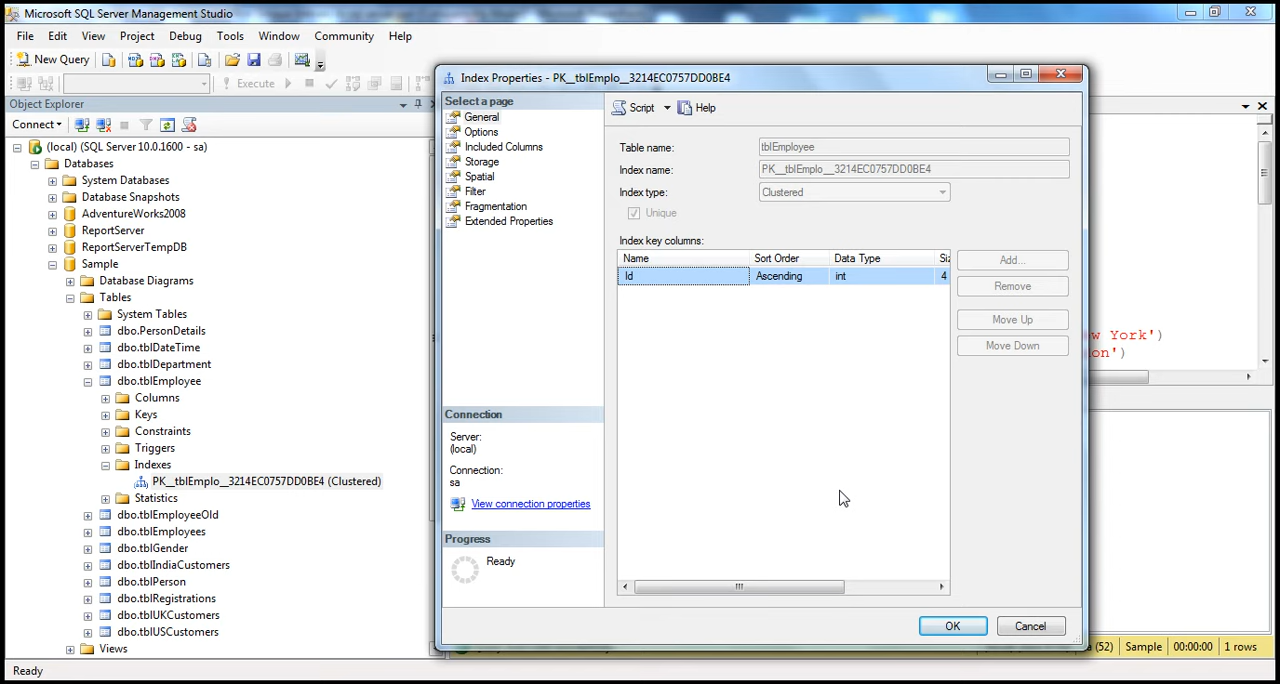 Microsoft SQL Server Management Studio
File Edit View Project Debug Tools Window Community Help
New Query
Execute
Object Explorer
Connect
(local) (SQL Server 10.0.1600 - sa)
Databases
System Databases
Database Snapshots
AdventureWorks2008
ReportServer
ReportServerTempDB
Sample
Database Diagrams
Tables
System Tables
dbo.PersonDetails
dbo.tblDateTime
dbo.tblDepartment
dbo.tblEmployee
Columns
Keys
Constraints
Triggers
Indexes
PK__tblEmplo__3214EC0757DD0BE4 (Clustered)
Statistics
dbo.tblEmployeeOld
dbo.tblEmployees
dbo.tblGender
dbo.tblIndiaCustomers
dbo.tblPerson
dbo.tblRegistrations
dbo.tblUKCustomers
dbo.tblUSCustomers
Views
Ready
Index Properties - PK__tblEmplo__3214EC0757DD0BE4
Select a page
General
Options
Included Columns
Storage
Spatial
Filter
Fragmentation
Extended Properties
Connection
Server:
(local)
Connection:
sa
View connection properties
Progress
Ready
Script Help
Table name: tblEmployee
Index name: PK__tblEmplo__3214EC0757DD0BE4
Index type: Clustered
Unique
Index key columns:
Name Sort Order Data Type Siz
Id Ascending int 4
Add...
Remove
Move Up
Move Down
OK Cancel
w York')
on')
(52) Sample 00:00:00 1 rows